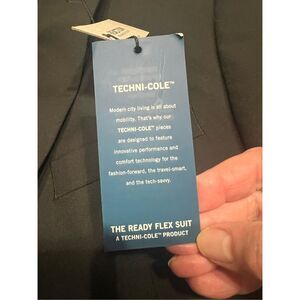 TECHNI-COLE™
Modern city living is all about
mobility. That's why our
TECHNI-COLE™ pieces
are designed to feature
innovative performance and
comfort technology for the
fashion-forward, the travel-smart,
and the tech-savvy.
THE READY FLEX SUIT
A TECHNI-COLE™ PRODUCT